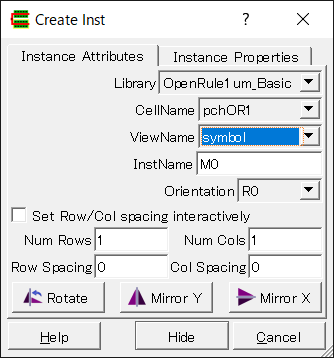 Create Inst ? ×
Instance Attributes Instance Properties
Library OpenRule1um_Basic
CellName pchOR1
ViewName symbol
InstName M0
Orientation R0
Set Row/Col spacing interactively
Num Rows 1 Num Cols 1
Row Spacing 0 Col Spacing 0
Rotate Mirror Y Mirror X
Help Hide Cancel